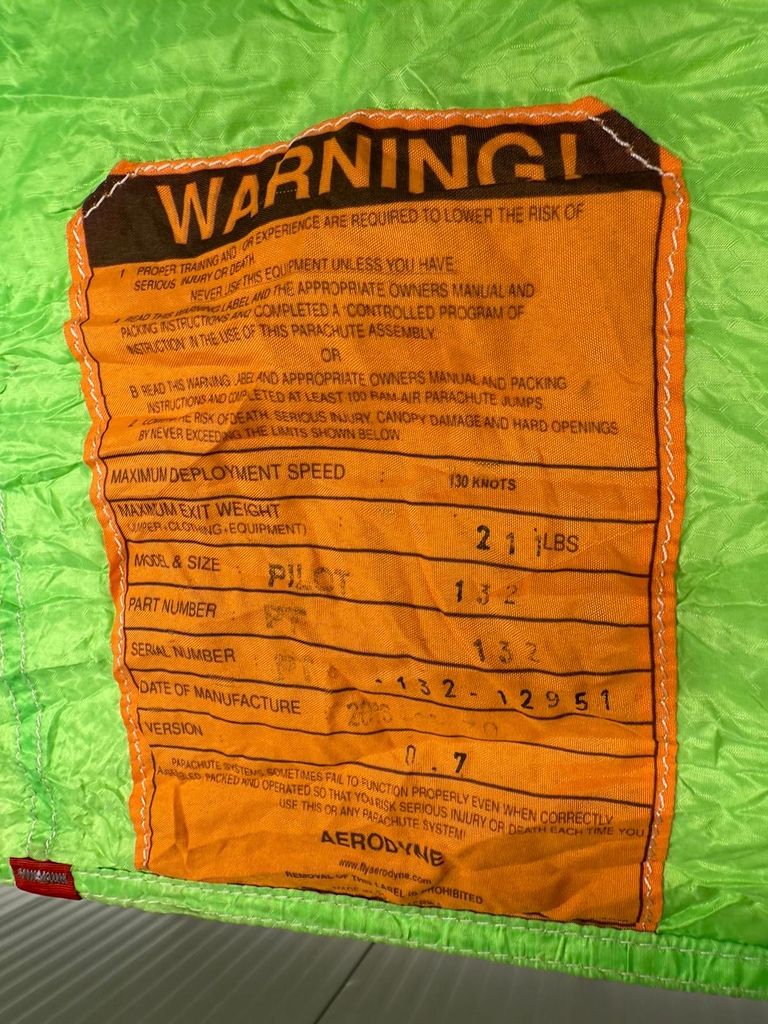 WARNING!
1 PROPER TRAINING AND OR EXPERIENCE ARE REQUIRED TO LOWER THE RISK OF
SERIOUS INJURY OR DEATH
NEVER USE THIS EQUIPMENT UNLESS YOU HAVE,
READ THIS WARNING LABEL AND THE APPROPRIATE OWNERS MANUAL AND
PACKING INSTRUCTIONS AND COMPLETED A "CONTROLLED PROGRAM OF
INSTRUCTION" IN THE USE OF THIS PARACHUTE ASSEMBLY.
OR
B READ THIS WARNING LABEL AND APPROPRIATE OWNERS MANUAL AND PACKING
INSTRUCTIONS AND COMPLETED AT LEAST 100 RAM-AIR PARACHUTE JUMPS
THE RISK OF DEATH, SERIOUS INJURY, CANOPY DAMAGE AND HARD OPENINGS
BY NEVER EXCEEDING THE LIMITS SHOWN BELOW
MAXIMUM DEPLOYMENT SPEED 130 KNOTS
MAXIMUM EXIT WEIGHT
(JUMPER+CLOTHING+EQUIPMENT) 211 LBS
MODEL & SIZE PILOT 132
PART NUMBER PT 132
SERIAL NUMBER PT -132-12951
DATE OF MANUFACTURE
VERSION 0.7
PARACHUTE SYSTEMS SOMETIMES FAIL TO FUNCTION PROPERLY EVEN WHEN CORRECTLY
ASSEMBLED, PACKED AND OPERATED SO THAT YOU RISK SERIOUS INJURY OR DEATH EACH TIME YOU
USE THIS OR ANY PARACHUTE SYSTEM!
AERODYNE
www.flyaerodyne.com
REMOVAL OF THIS LABEL IS PROHIBITED
MADE IN